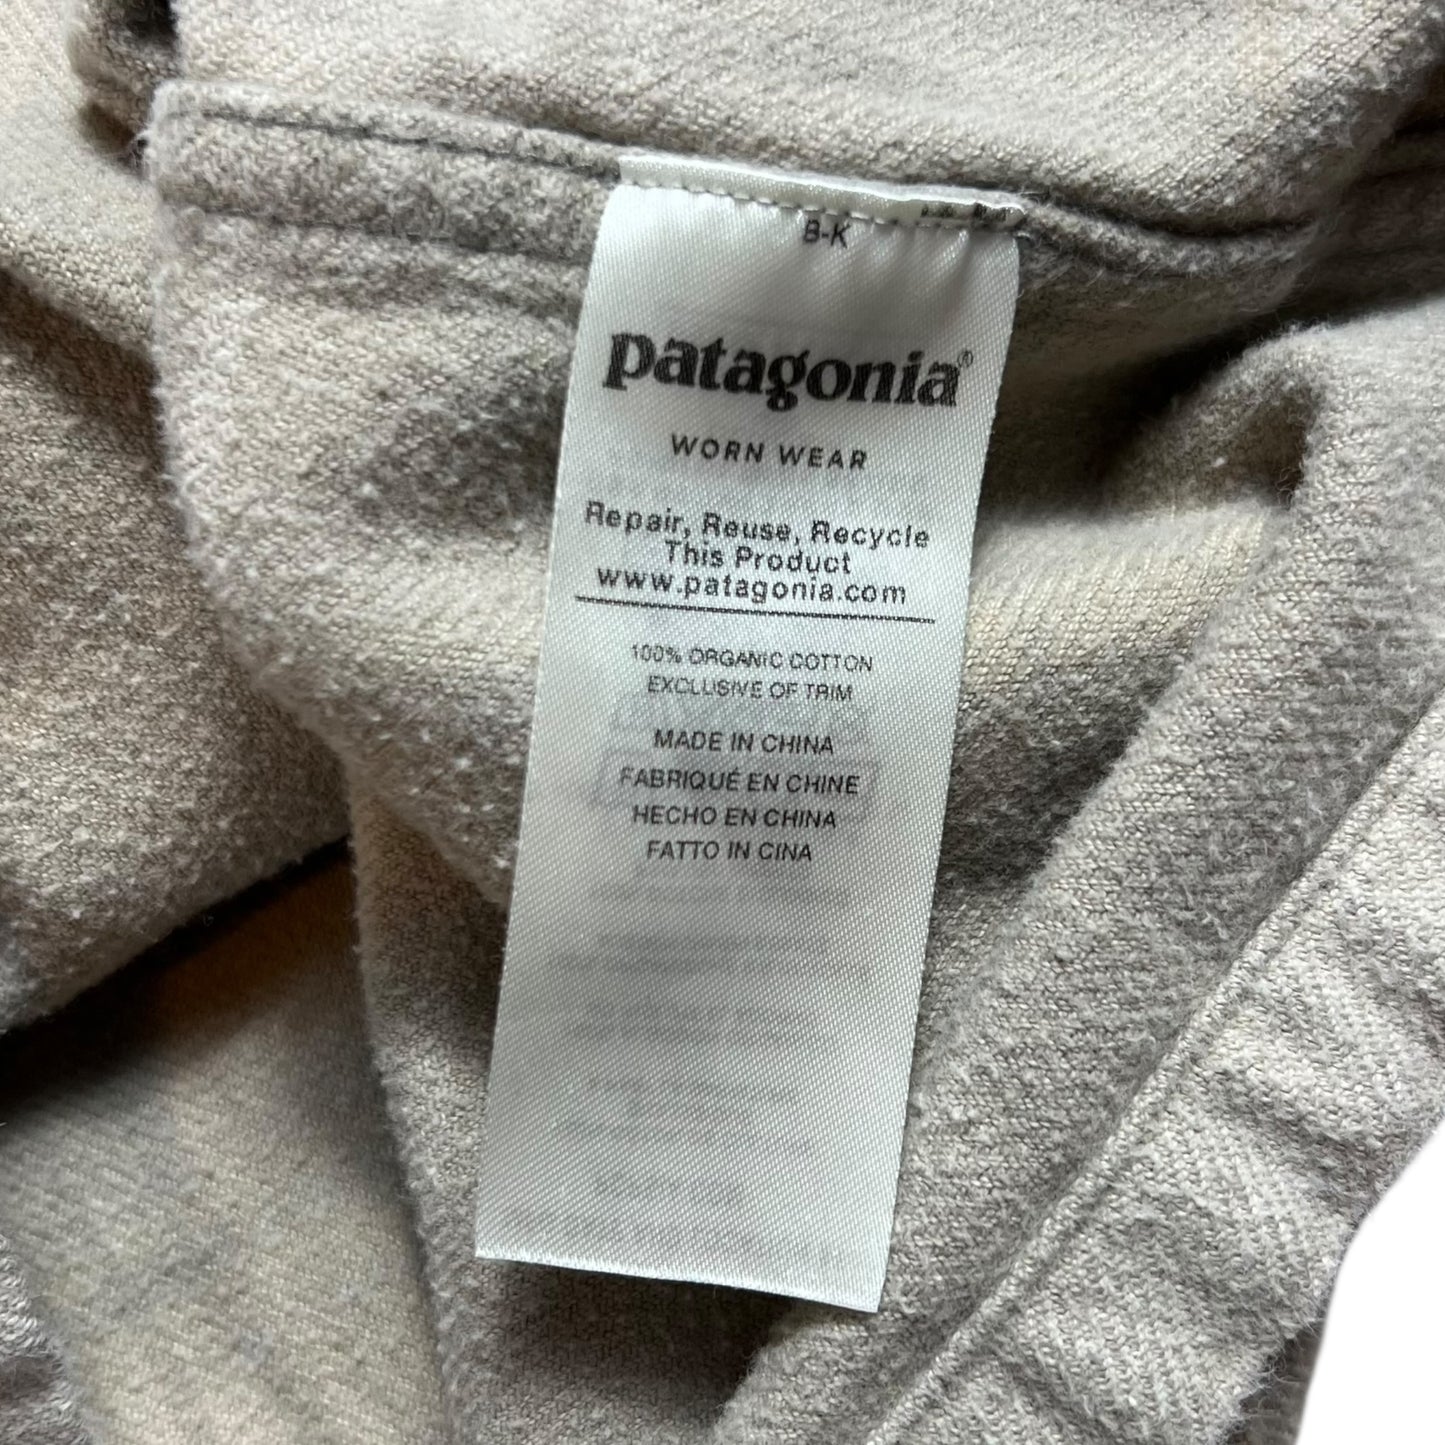 B-K
patagonia®
WORN WEAR
Repair, Reuse, Recycle
This Product
www.patagonia.com
100% ORGANIC COTTON
EXCLUSIVE OF TRIM
MADE IN CHINA
FABRIQUÉ EN CHINE
HECHO EN CHINA
FATTO IN CINA